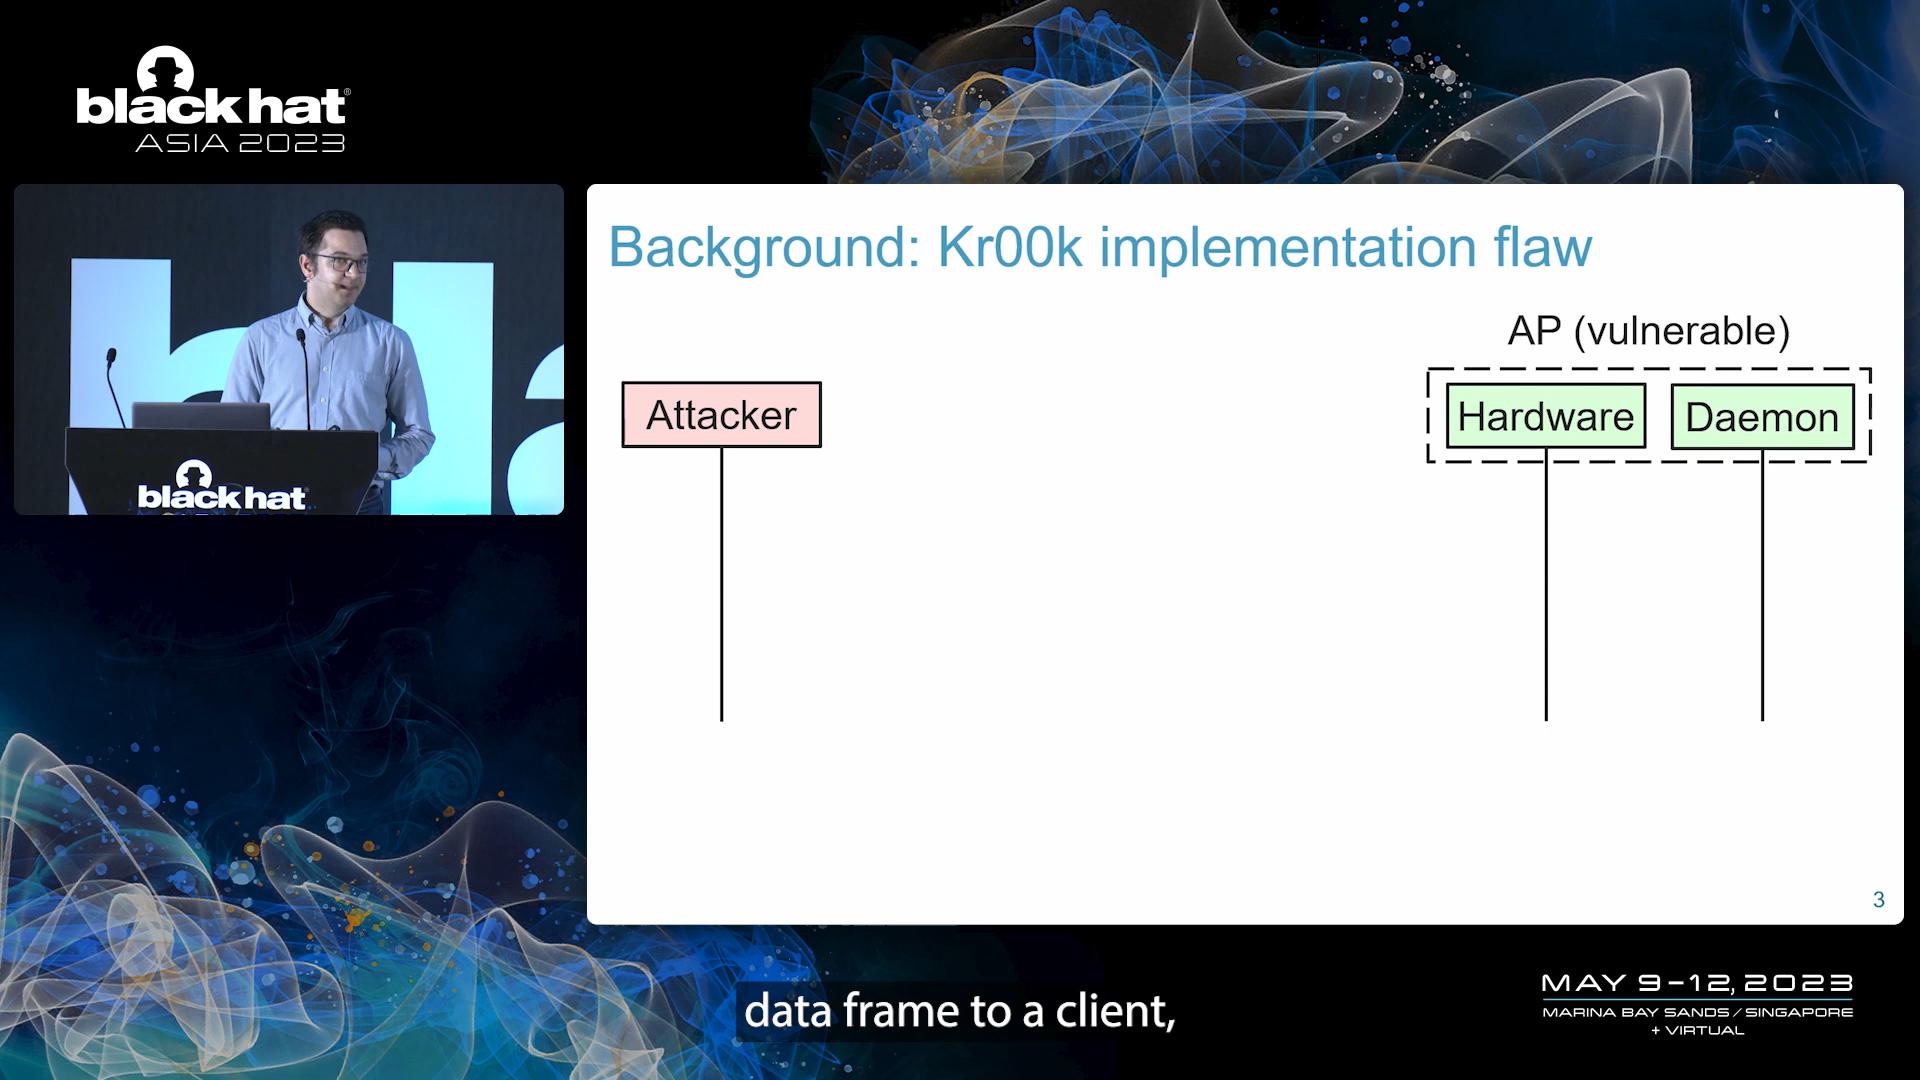 black hat®
ASIA 2023
black hat
Background: Kr00k implementation flaw
AP (vulnerable)
Attacker
Hardware
Daemon
3
data frame to a client,
MAY 9-12, 2023
MARINA BAY SANDS / SINGAPORE
+ VIRTUAL